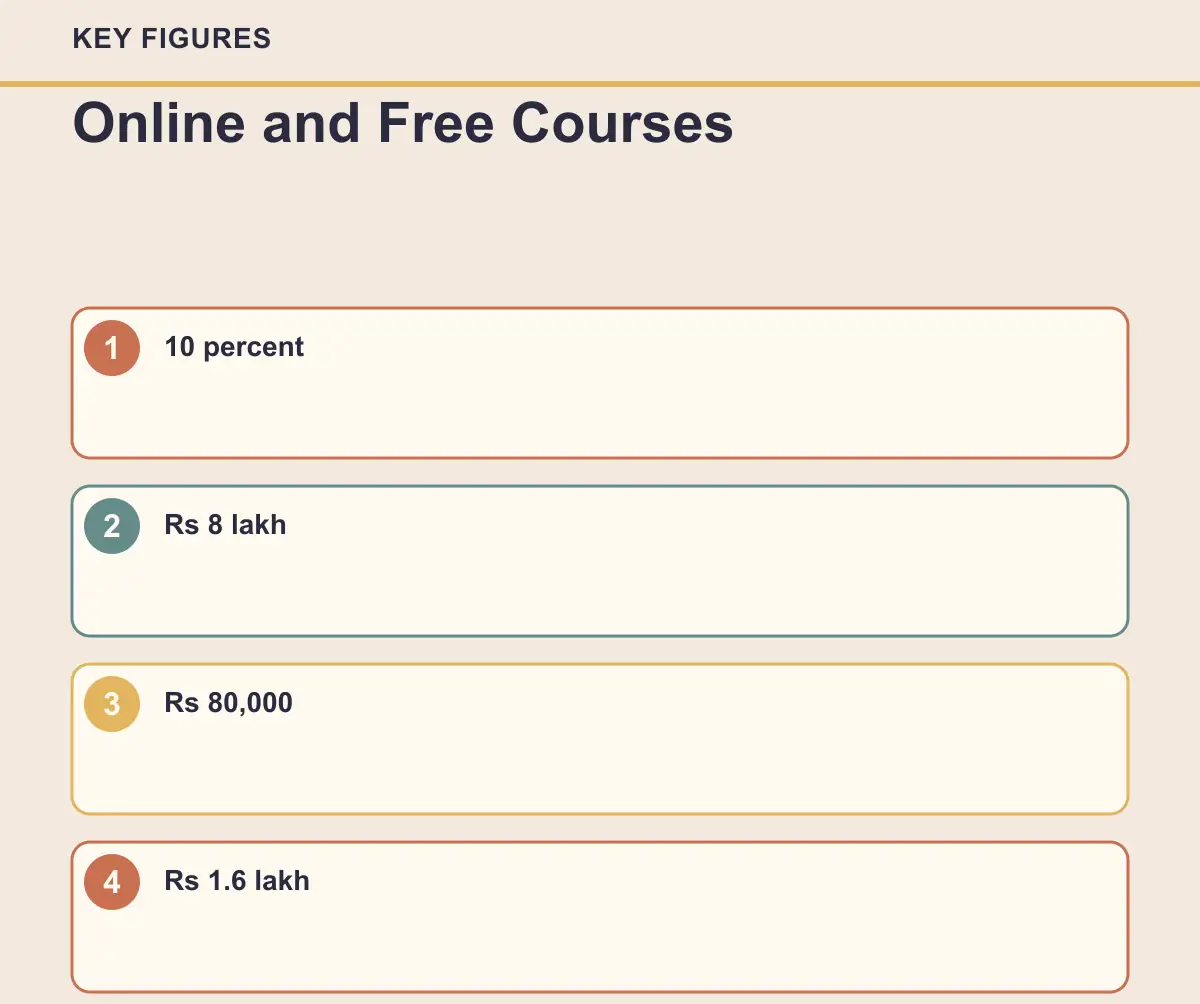 KEY FIGURES
Online and Free Courses
1 10 percent
2 Rs 8 lakh
3 Rs 80,000
4 Rs 1.6 lakh